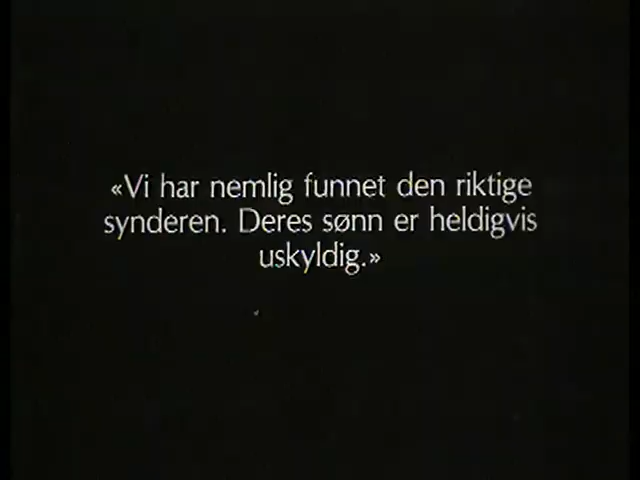 «Vi har nemlig funnet den riktige
synderen. Deres sønn er heldigvis
uskyldig.»